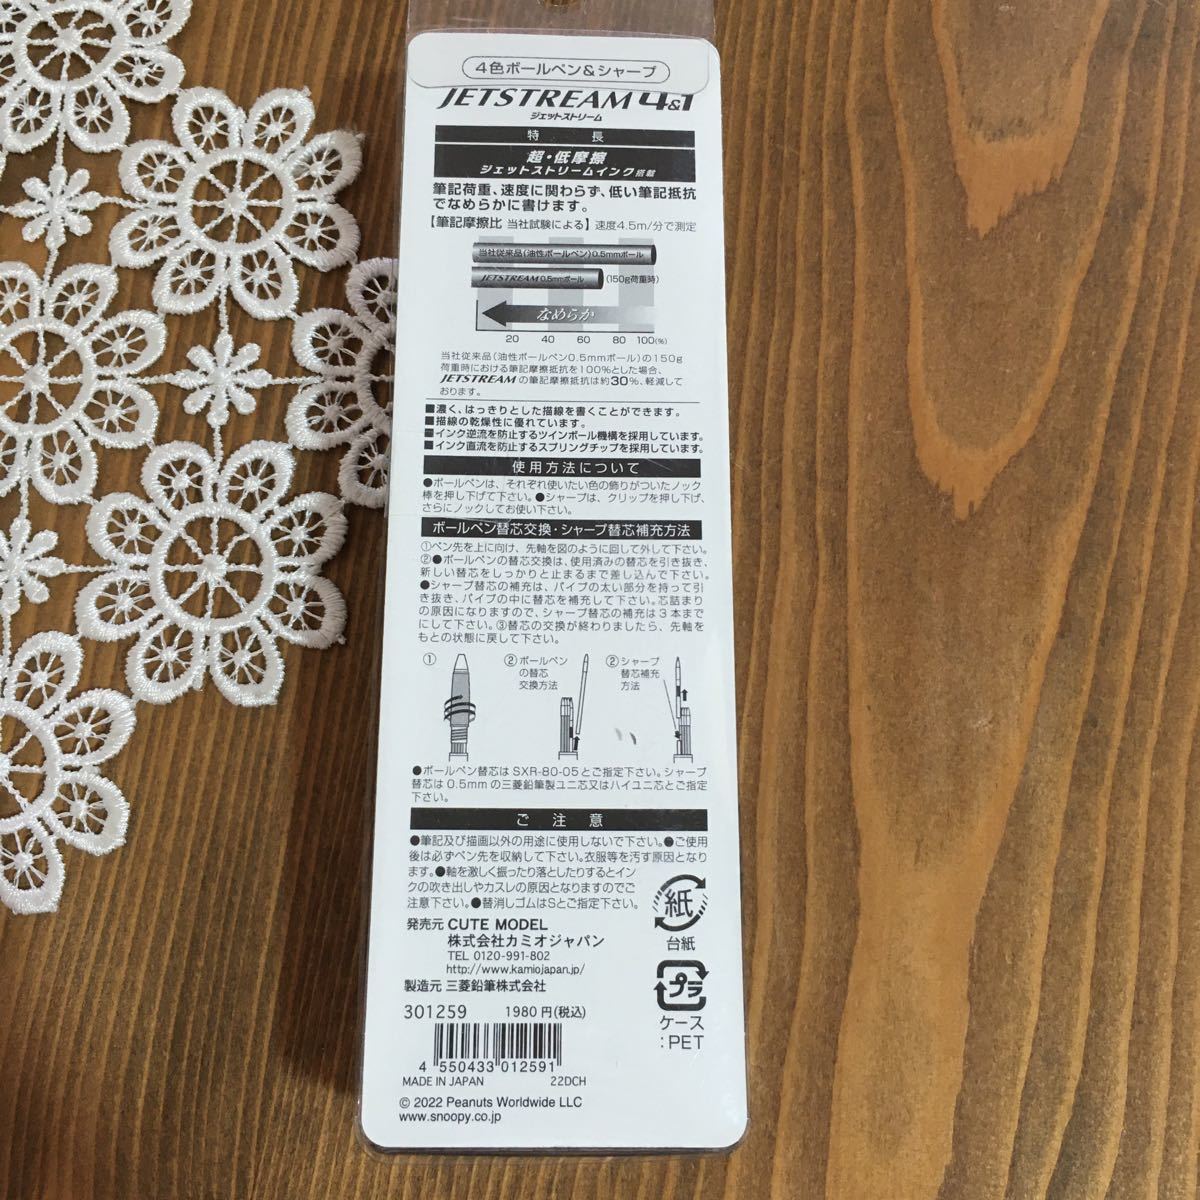 4色ボールペン&シャープ
JETSTREAM 4&1
ジェットストリーム
特長
超・低摩擦
ジェットストリームインク搭載
筆記荷重、速度に関わらず、低い筆記抵抗
でなめらかに書けます。
【筆記摩擦比 当社試験による】速度4.5m/分で測定
当社従来品(油性ボールペン)0.5mmボール
JETSTREAM 0.5mmボール (150g荷重時)
なめらか
20 40 60 80 100(%)
当社従来品(油性ボールペン0.5mmボール)の150g
荷重時における筆記摩擦抵抗を100%とした場合、
JETSTREAMの筆記摩擦抵抗は約30%、軽減して
おります。
■濃く、はっきりとした描線を書くことができます。
■描線の乾燥性に優れています。
■インク逆流を防止するツインボール機構を採用しています。
■インク直流を防止するスプリングチップを採用しています。
使用方法について
●ボールペンは、それぞれ使いたい色の飾りがついたノック
棒を押し下げて下さい。●シャープは、クリップを押し下げ、
さらにノックしてお使い下さい。
ボールペン替芯交換・シャープ替芯補充方法
①ペン先を上に向け、先軸を図のように回して外して下さい。
②●ボールペンの替芯交換は、使用済みの替芯を引き抜き、
新しい替芯をしっかりと止まるまで差し込んで下さい。
●シャープ替芯の補充は、パイプの太い部分を持って引
き抜き、パイプの中に替芯を補充して下さい。芯詰まり
の原因になりますので、シャープ替芯の補充は3本まで
にして下さい。③替芯の交換が終わりましたら、先軸を
もとの状態に戻して下さい。
①
②ボールペン
の替芯
交換方法
②シャープ
替芯補充
方法
●ボールペン替芯はSXR-80-05とご指定下さい。シャープ
替芯は0.5mmの三菱鉛筆製ユニ芯又はハイユニ芯とご指定
下さい。
ご注意
●筆記及び描画以外の用途に使用しないで下さい。●ご使用
後は必ずペン先を収納して下さい。衣服等を汚す原因となり
ます。●軸を激しく振ったり落としたりするとイン
クの吹き出しやカスレの原因となりますのでご
注意下さい。●替消しゴムはSとご指定下さい。
発売元 CUTE MODEL
株式会社カミオジャパン
TEL 0120-991-802
http://www.kamiojapan.jp/
製造元 三菱鉛筆株式会社
紙
台紙
プラ
ケース
:PET
301259 1980円(税込)
4 550433 012591
MADE IN JAPAN 22DCH
© 2022 Peanuts Worldwide LLC
www.snoopy.co.jp